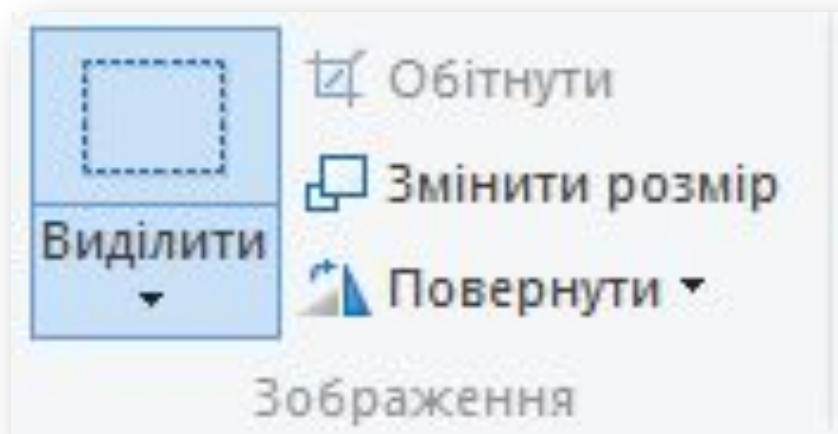 Виділити
Обітнути
Змінити розмір
Повернути
Зображення